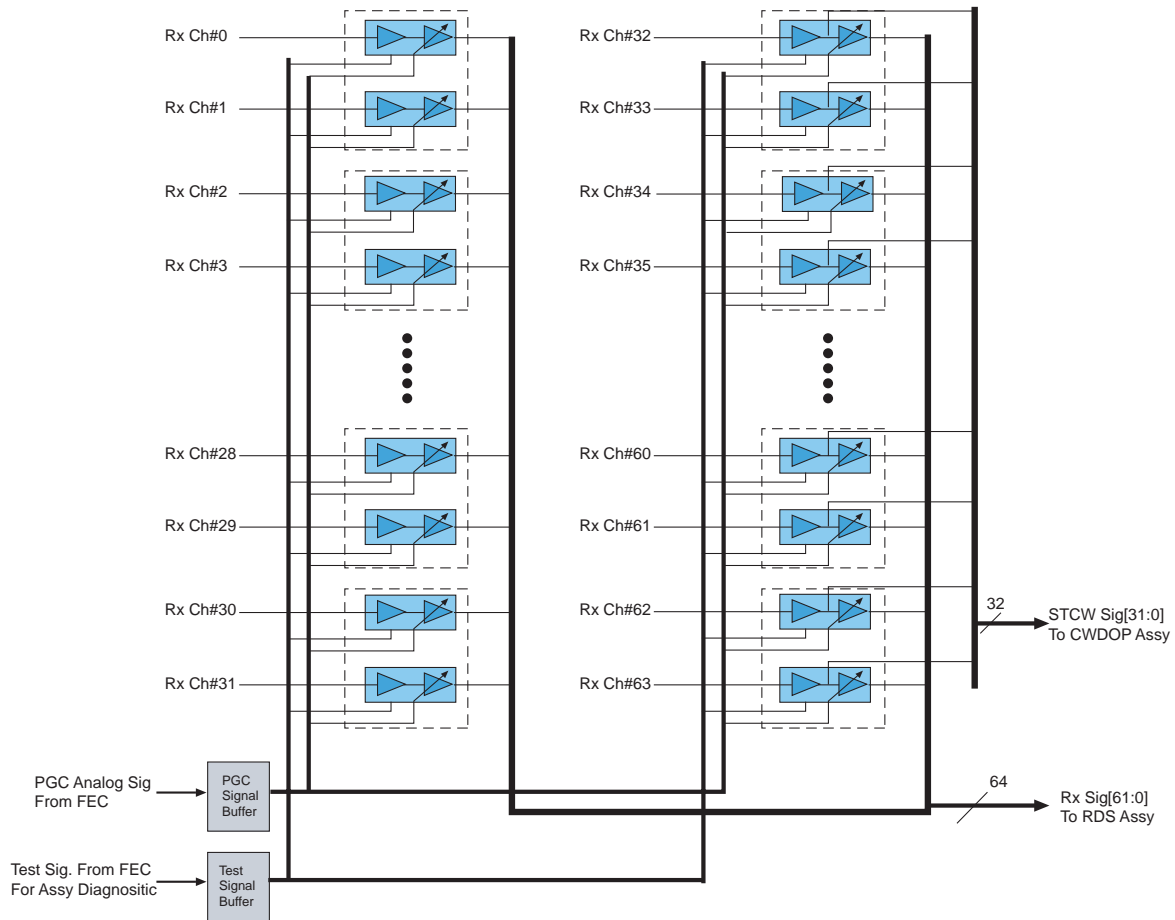 Rx Ch#0
Rx Ch#1
Rx Ch#2
Rx Ch#3
Rx Ch#28
Rx Ch#29
Rx Ch#30
Rx Ch#31
Rx Ch#32
Rx Ch#33
Rx Ch#34
Rx Ch#35
Rx Ch#60
Rx Ch#61
Rx Ch#62
Rx Ch#63
32
STCW Sig[31:0]
To CWDOP Assy
64
Rx Sig[61:0]
To RDS Assy
PGC Analog Sig
From FEC
PGC
Signal
Buffer
Test Sig. From FEC
For Assy Diagnositic
Test
Signal
Buffer